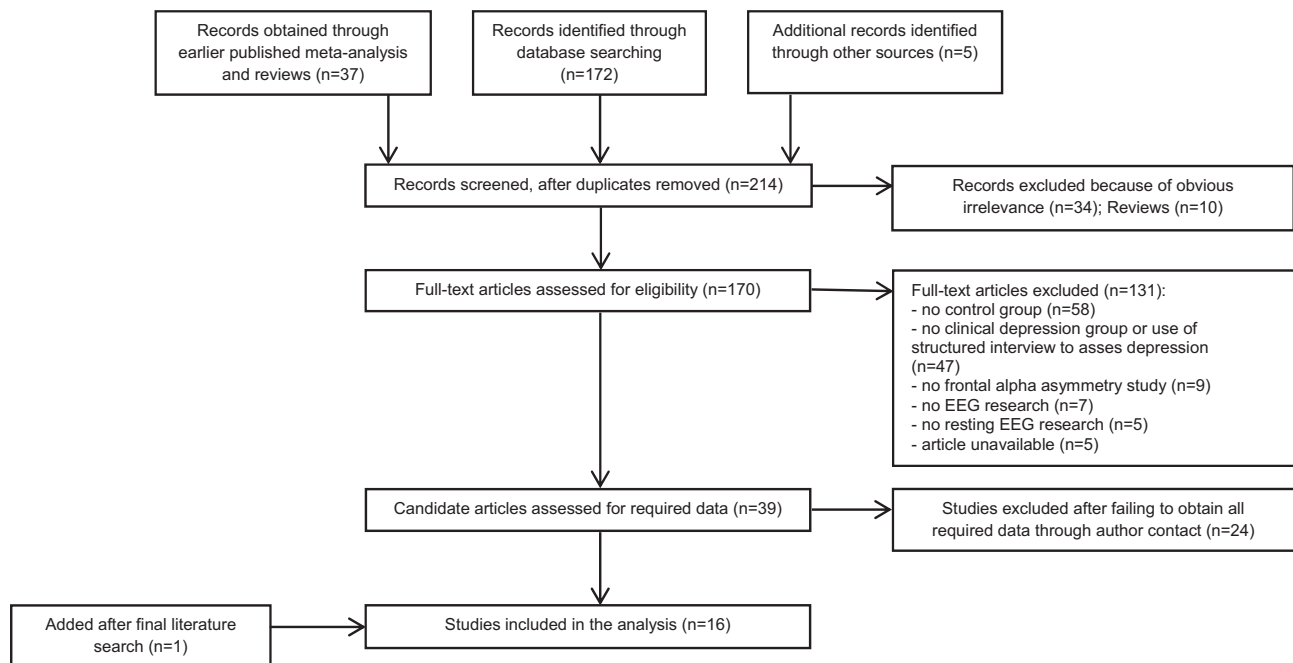 Records obtained through
earlier published meta-analysis
and reviews (n=37)
Records identified through
database searching
(n=172)
Additional records identified
through other sources (n=5)
Records screened, after duplicates removed (n=214)
Records excluded because of obvious
irrelevance (n=34); Reviews (n=10)
Full-text articles assessed for eligibility (n=170)
Full-text articles excluded (n=131):
- no control group (n=58)
- no clinical depression group or use of
structured interview to asses depression
(n=47)
- no frontal alpha asymmetry study (n=9)
- no EEG research (n=7)
- no resting EEG research (n=5)
- article unavailable (n=5)
Candidate articles assessed for required data (n=39)
Studies excluded after failing to obtain all
required data through author contact (n=24)
Added after final literature
search (n=1)
Studies included in the analysis (n=16)